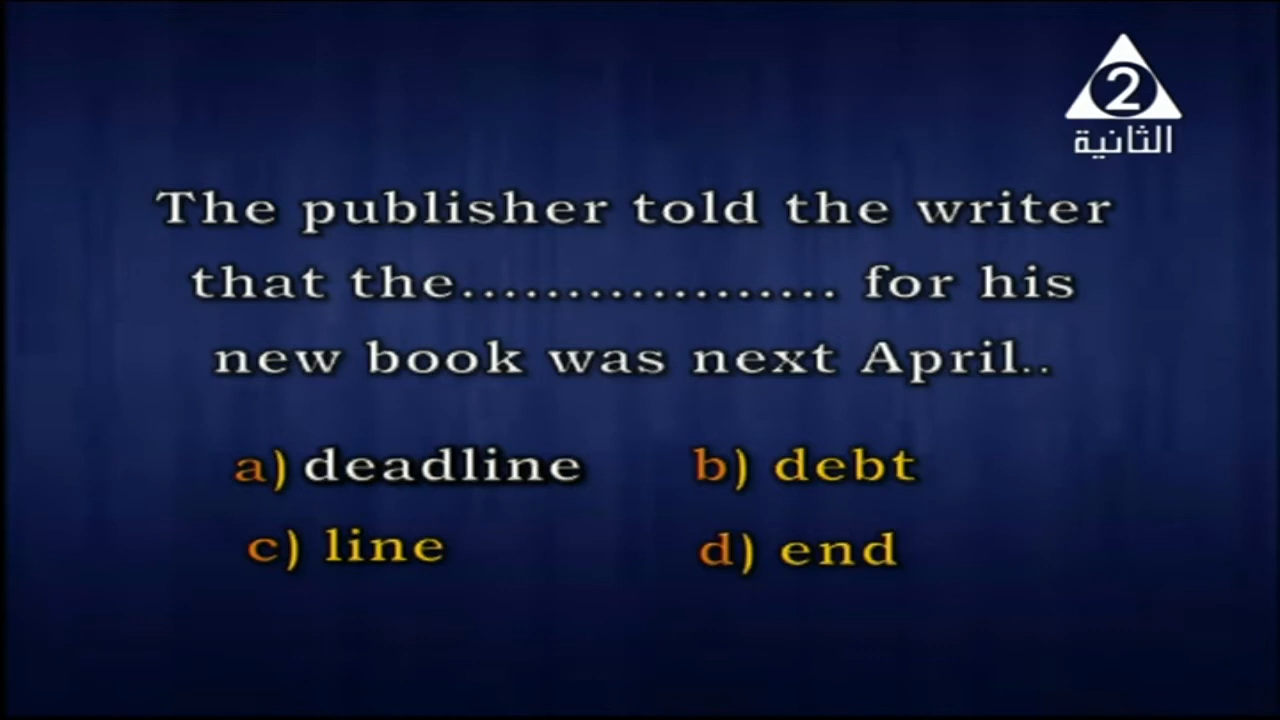 2
الثانية
The publisher told the writer
that the.................. for his
new book was next April..
a) deadline b) debt
c) line d) end